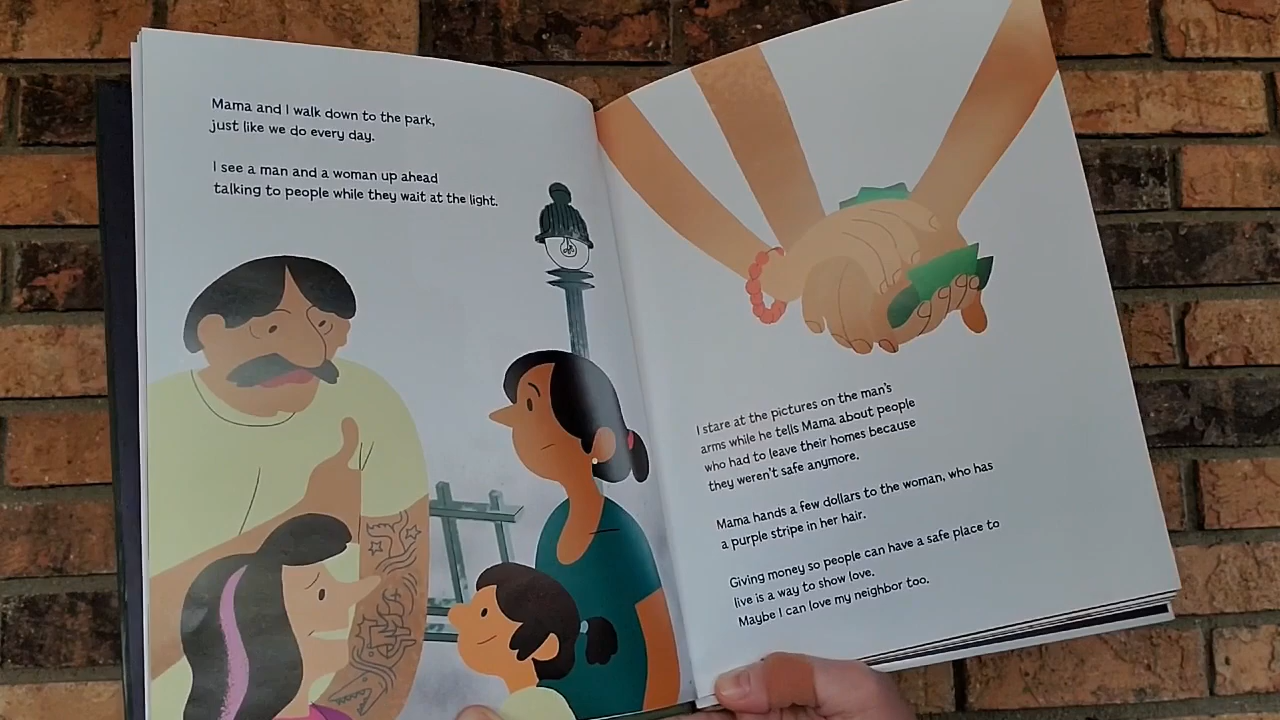 Mama and I walk down to the park,
just like we do every day.
I see a man and a woman up ahead
talking to people while they wait at the light.
I stare at the pictures on the man's
arms while he tells Mama about people
who had to leave their homes because
they weren't safe anymore.
Mama hands a few dollars to the woman, who has
a purple stripe in her hair.
Giving money so people can have a safe place to
live is a way to show love.
Maybe I can love my neighbor too.